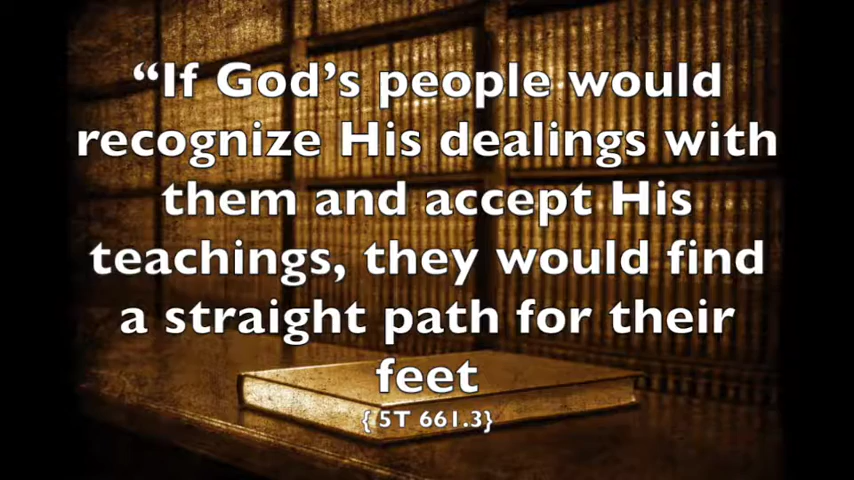 “If God’s people would
recognize His dealings with
them and accept His
teachings, they would find
a straight path for their
feet
{ 5T 661.3}